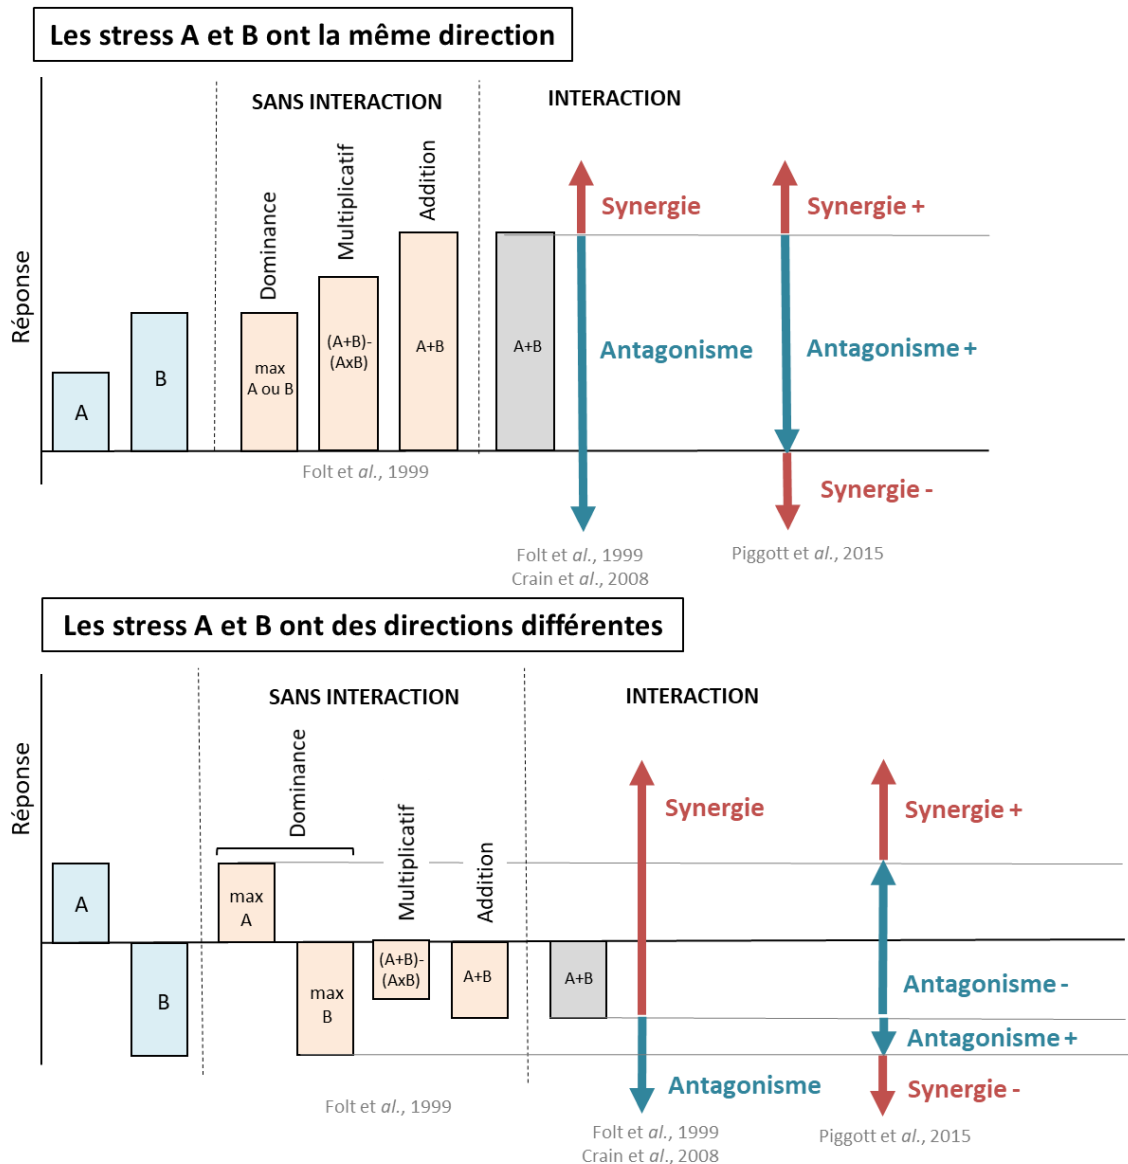 Les stress A et B ont la même direction
SANS INTERACTION
INTERACTION
Réponse
A
B
Dominance
Multiplicatif
Addition
max
A ou B
(A+B)-
(AxB)
A+B
A+B
Synergie
Antagonisme
Synergie +
Antagonisme +
Synergie -
Folt et al., 1999
Folt et al., 1999
Crain et al., 2008
Piggott et al., 2015
Les stress A et B ont des directions différentes
SANS INTERACTION
INTERACTION
Réponse
A
B
Dominance
Multiplicatif
Addition
max
A
max
B
(A+B)-
(AxB)
A+B
A+B
Synergie
Antagonisme
Synergie +
Antagonisme -
Antagonisme +
Synergie -
Folt et al., 1999
Folt et al., 1999
Crain et al., 2008
Piggott et al., 2015